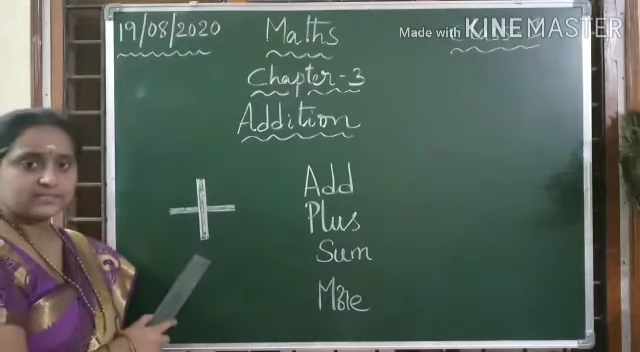 19/08/2020 Maths
Made with KINEMASTER
Chapter-3
Addition
+ Add
Plus
Sum
More